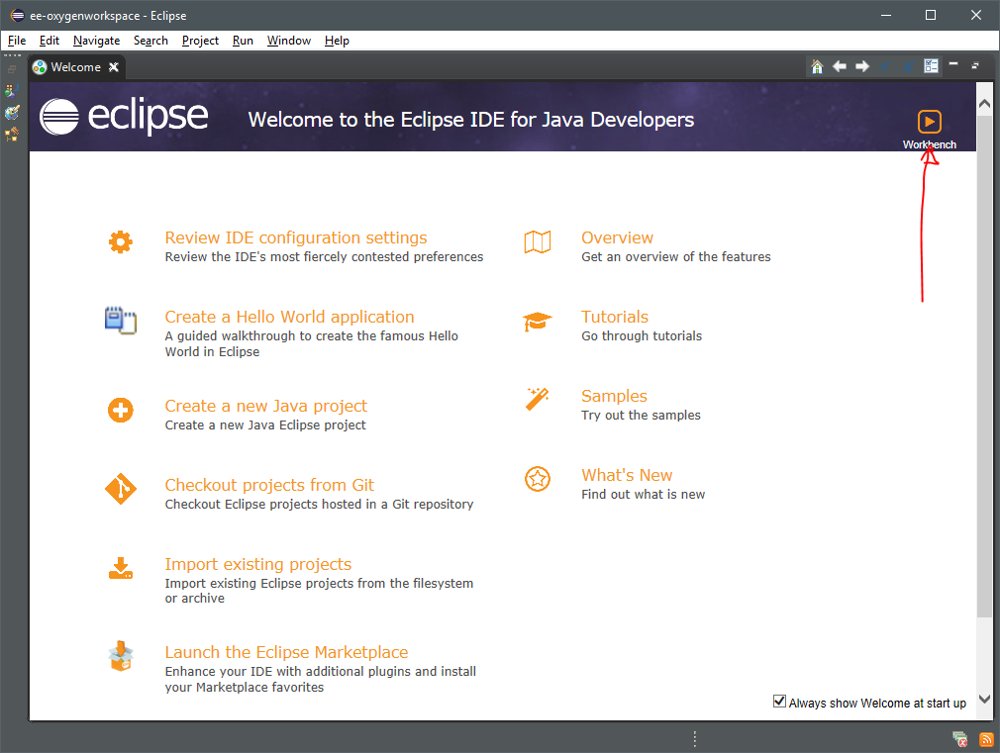 ee-oxygenworkspace - Eclipse
File Edit Navigate Search Project Run Window Help
Welcome
eclipse
Welcome to the Eclipse IDE for Java Developers
Workbench
Review IDE configuration settings
Review the IDE's most fiercely contested preferences
Overview
Get an overview of the features
Create a Hello World application
A guided walkthrough to create the famous Hello
World in Eclipse
Tutorials
Go through tutorials
Create a new Java project
Create a new Java Eclipse project
Samples
Try out the samples
Checkout projects from Git
Checkout Eclipse projects hosted in a Git repository
What's New
Find out what is new
Import existing projects
Import existing Eclipse projects from the filesystem
or archive
Launch the Eclipse Marketplace
Enhance your IDE with additional plugins and install
your Marketplace favorites
Always show Welcome at start up